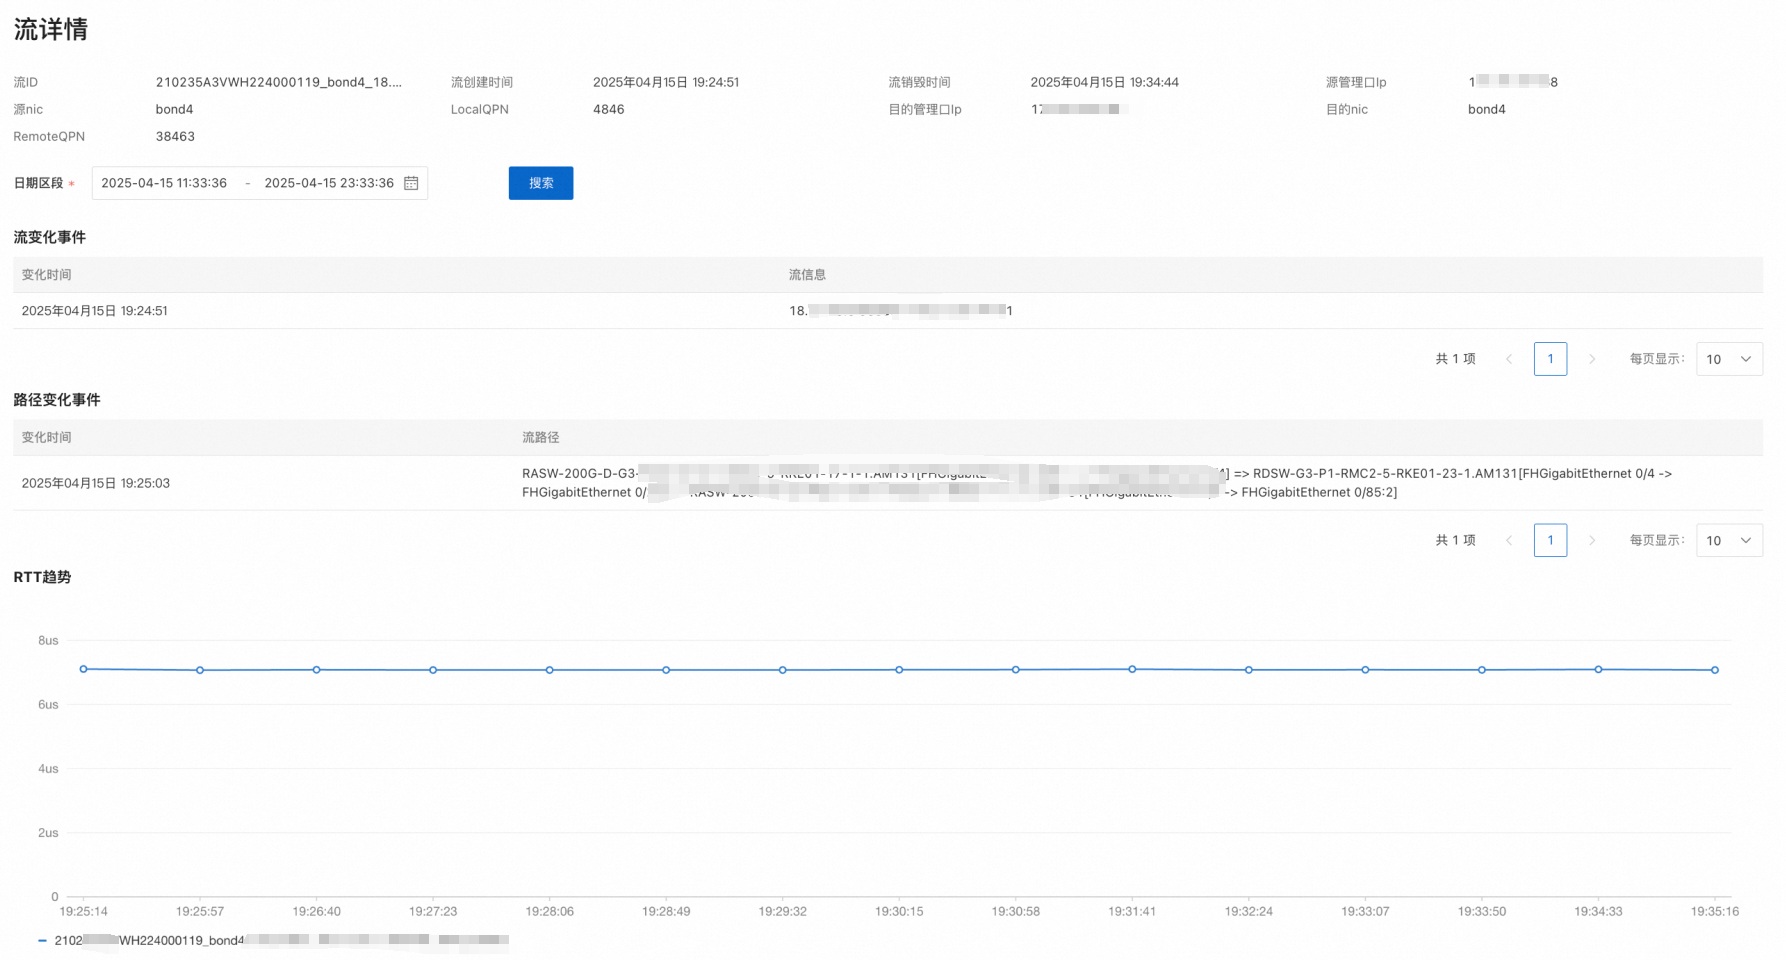 流详情
流ID 210235A3VWH224000119_bond4_18.... 流创建时间 2025年04月15日 19:24:51 流销毁时间 2025年04月15日 19:34:44 源管理口Ip 1 8
源nic bond4 LocalQPN 4846 目的管理口Ip 17 目的nic bond4
RemoteQPN 38463
日期区段 * 2025-04-15 11:33:36 - 2025-04-15 23:33:36 搜索
流变化事件
变化时间 流信息
2025年04月15日 19:24:51 18. 1
共 1 项 < 1 > 每页显示: 10
路径变化事件
变化时间 流路径
2025年04月15日 19:25:03
RASW-200G-D-G3- ] => RDSW-G3-P1-RMC2-5-RKE01-23-1.AM131[FHGigabitEthernet 0/4 ->
FHGigabitEthernet 0/ -> FHGigabitEthernet 0/85:2]
共 1 项 < 1 > 每页显示: 10
RTT趋势
8us
6us
4us
2us
0
19:25:14 19:25:57 19:26:40 19:27:23 19:28:06 19:28:49 19:29:32 19:30:15 19:30:58 19:31:41 19:32:24 19:33:07 19:33:50 19:34:33 19:35:16
2102 WH224000119_bond4